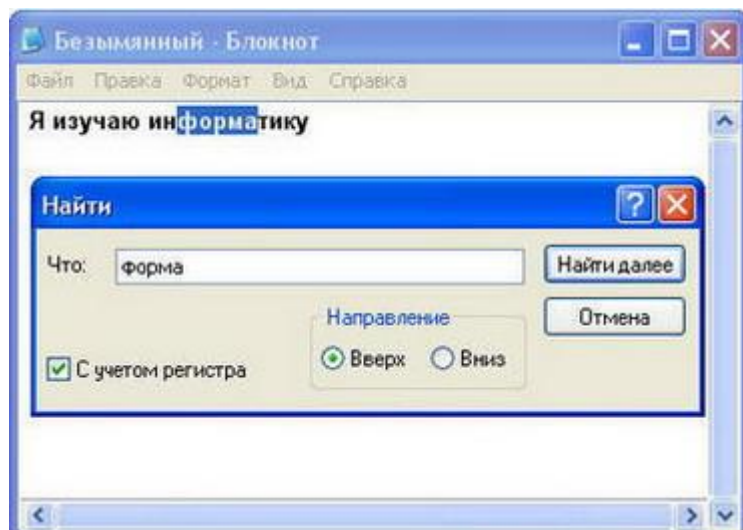 Безымянный - Блокнот
Файл Правка Формат Вид Справка
Я изучаю информатику
Найти
Что: форма Найти далее
Направление Отмена
С учетом регистра Вверх Вниз